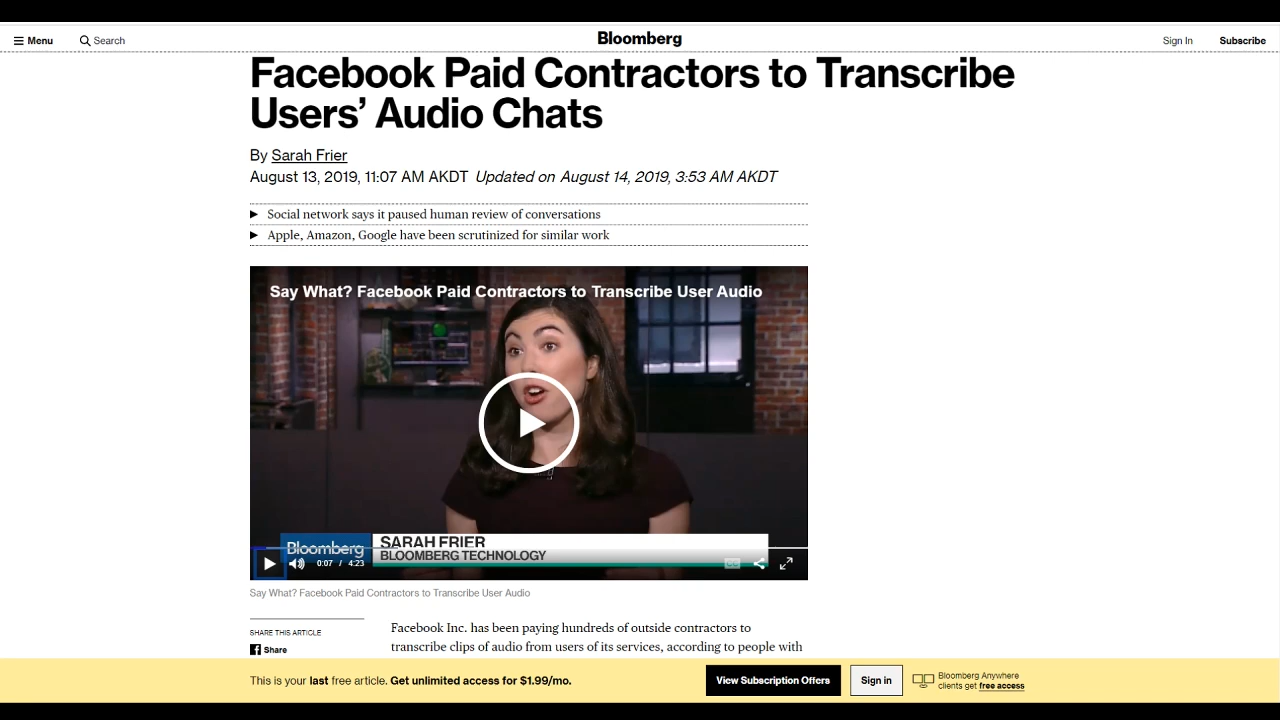 Menu
Search
Bloomberg
Sign In
Subscribe
Facebook Paid Contractors to Transcribe
Users’ Audio Chats
By Sarah Frier
August 13, 2019, 11:07 AM AKDT Updated on August 14, 2019, 3:53 AM AKDT
Social network says it paused human review of conversations
Apple, Amazon, Google have been scrutinized for similar work
Say What? Facebook Paid Contractors to Transcribe User Audio
Bloomberg
SARAH FRIER
BLOOMBERG TECHNOLOGY
0:07 / 4:23
CC
Say What? Facebook Paid Contractors to Transcribe User Audio
SHARE THIS ARTICLE
Share
Facebook Inc. has been paying hundreds of outside contractors to
transcribe clips of audio from users of its services, according to people with
This is your last free article. Get unlimited access for $1.99/mo.
View Subscription Offers
Sign in
Bloomberg Anywhere
clients get free access